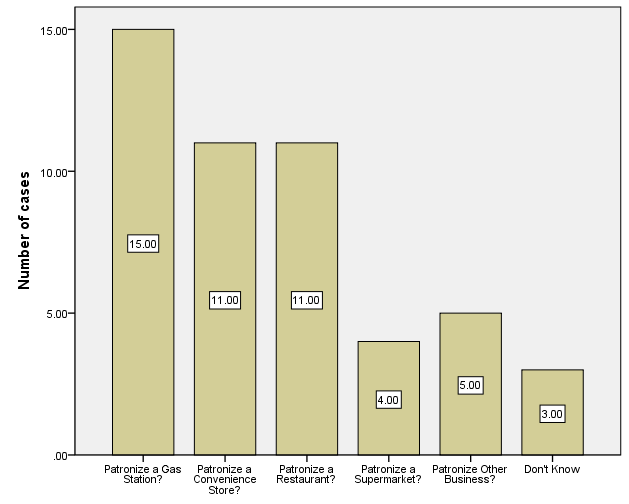 15.00
10.00
5.00
.00
Number of cases
15.00
11.00
11.00
4.00
5.00
3.00
Patronize a Gas
Station?
Patronize a
Convenience
Store?
Patronize a
Restaurant?
Patronize a
Supermarket?
Patronize Other
Business?
Don't Know